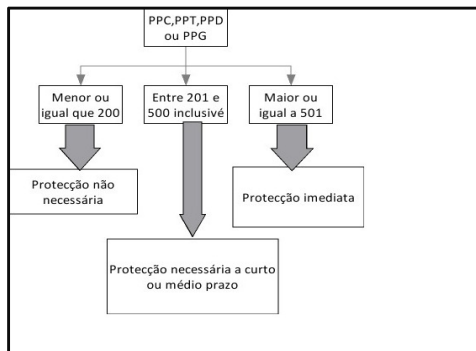 PPC,PPT,PPD
ou PPG
Menor ou
igual que 200
Entre 201 e
500 inclusivé
Maior ou
igual a 501
Protecção não
necessária
Protecção imediata
Protecção necessária a curto
ou médio prazo